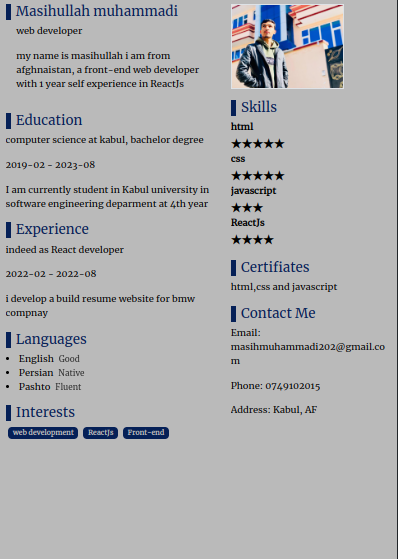 Masihullah muhammadi
web developer
my name is masihullah i am from
afghnaistan, a front-end web developer
with 1 year self experience in ReactJs
Education
computer science at kabul, bachelor degree
2019-02 - 2023-08
I am currently student in Kabul university in
software engineering deparment at 4th year
Experience
indeed as React developer
2022-02 - 2022-08
i develop a build resume website for bmw
compnay
Languages
• English Good
• Persian Native
• Pashto Fluent
Interests
web development ReactJs Front-end
Skills
html
★★★★★
css
★★★★★
javascript
★★★
ReactJs
★★★★
Certifiates
html,css and javascript
Contact Me
Email:
masihmuhammadi202@gmail.co
m
Phone: 0749102015
Address: Kabul, AF